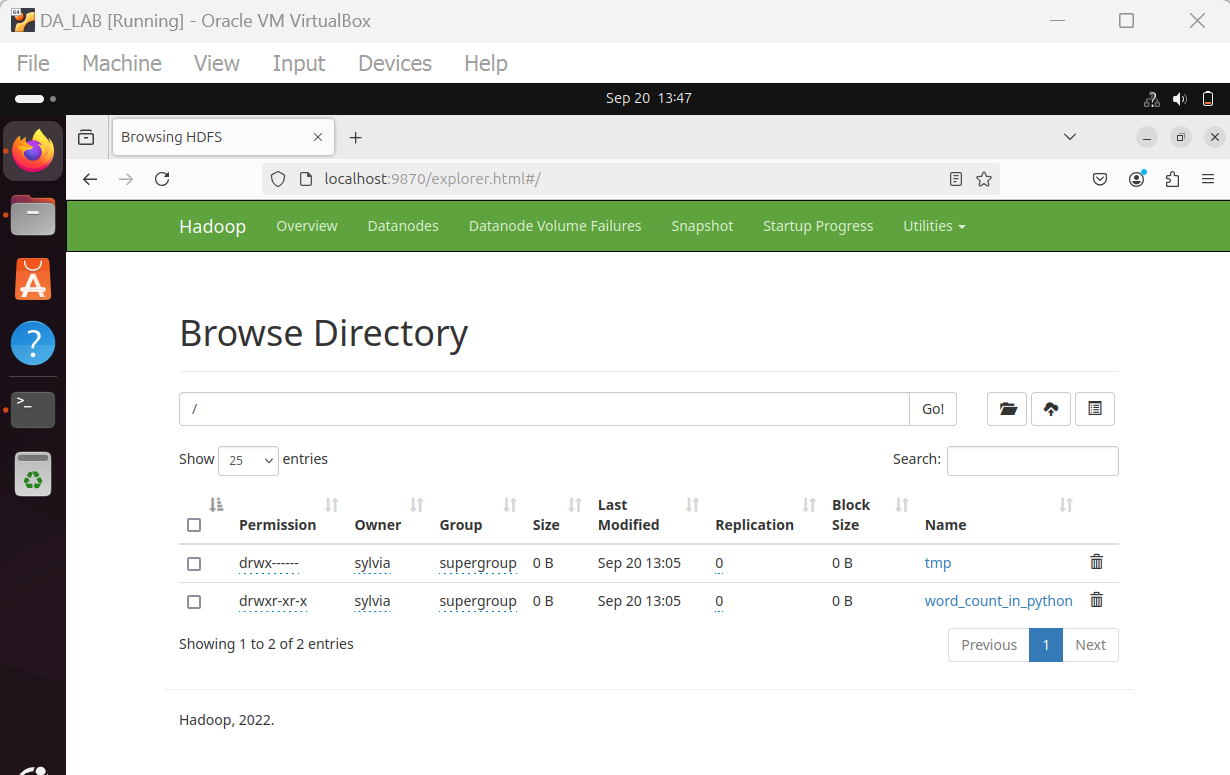 DA_LAB [Running] - Oracle VM VirtualBox
File Machine View Input Devices Help
Sep 20 13:47
Browsing HDFS
localhost:9870/explorer.html#/
Hadoop Overview Datanodes Datanode Volume Failures Snapshot Startup Progress Utilities
Browse Directory
/ Go!
Show 25 entries Search:
Permission Owner Group Size Last Modified Replication Block Size Name
drwx------ sylvia supergroup 0 B Sep 20 13:05 0 0 B tmp
drwxr-xr-x sylvia supergroup 0 B Sep 20 13:05 0 0 B word_count_in_python
Showing 1 to 2 of 2 entries Previous 1 Next
Hadoop, 2022.